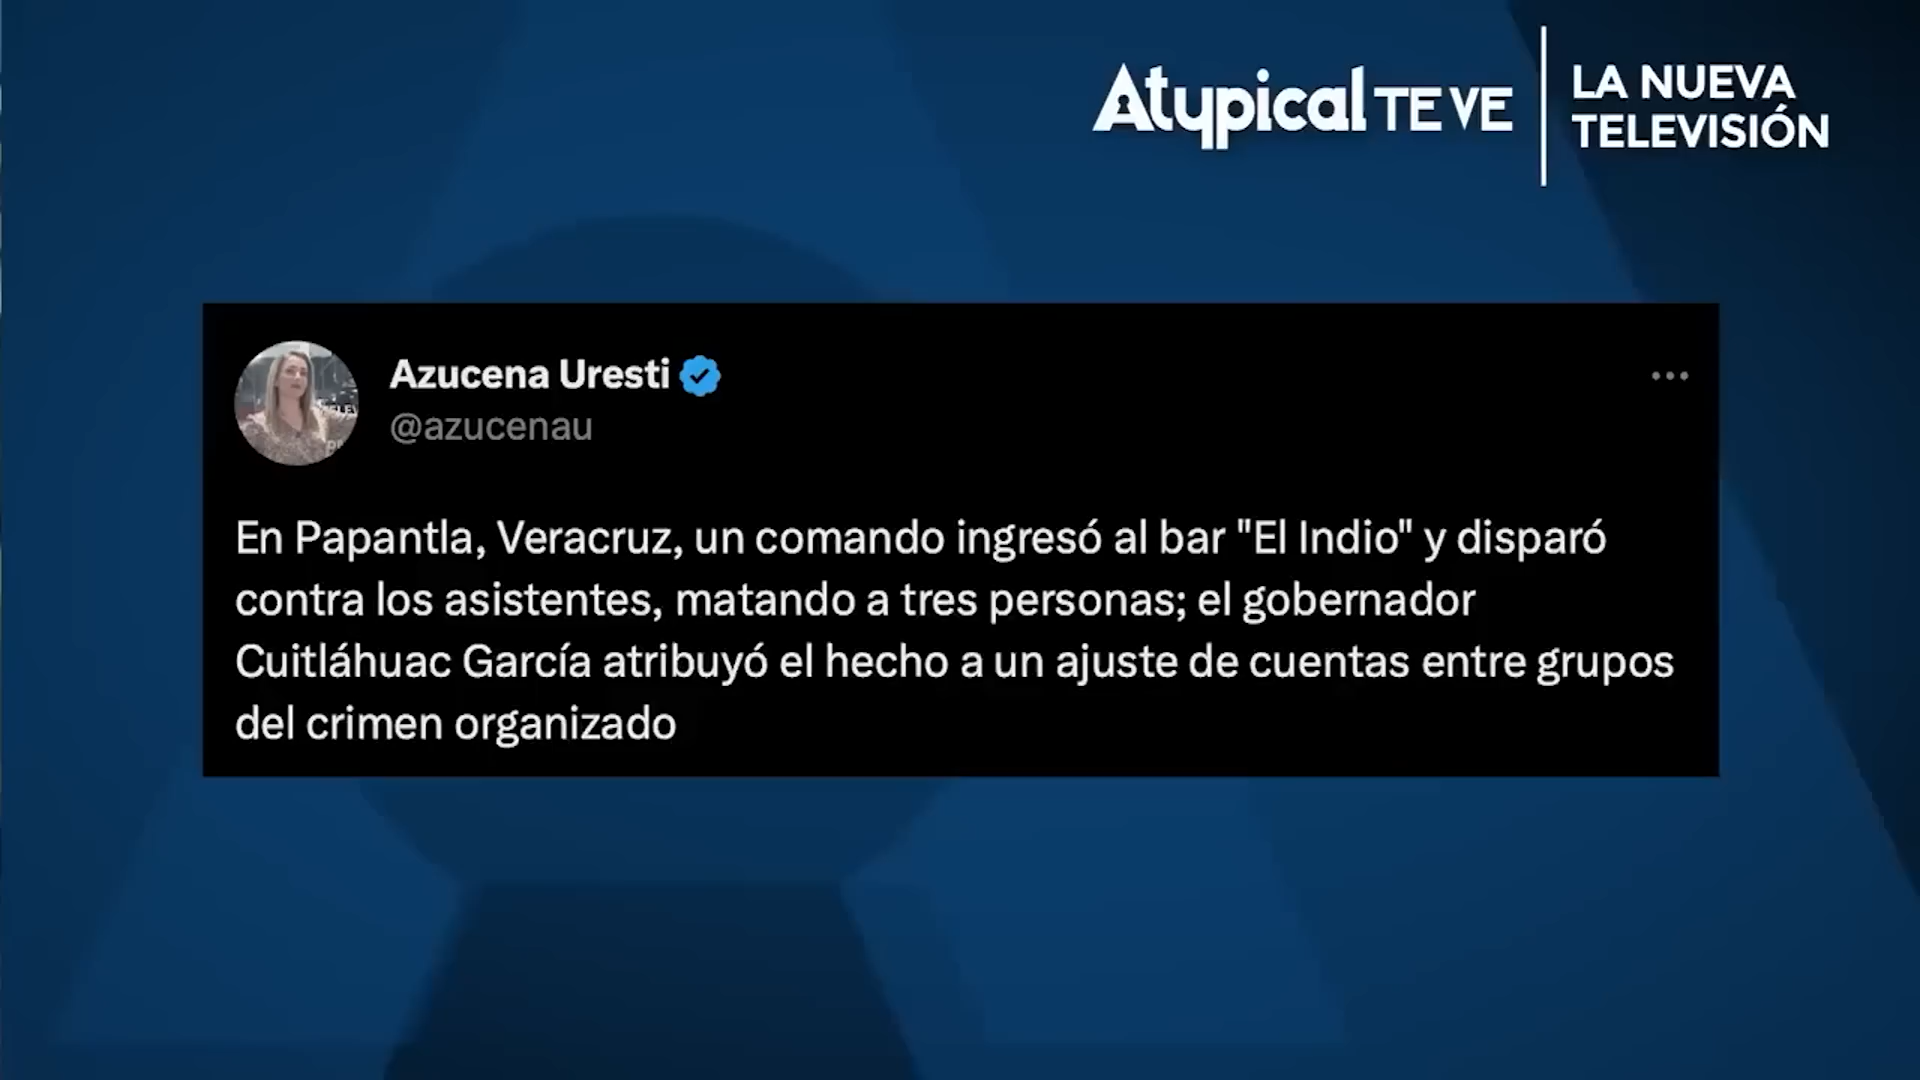 Atypical TE VE
LA NUEVA
TELEVISIÓN
Azucena Uresti
@azucenau
En Papantla, Veracruz, un comando ingresó al bar "El Indio" y disparó
contra los asistentes, matando a tres personas; el gobernador
Cuitláhuac García atribuyó el hecho a un ajuste de cuentas entre grupos
del crimen organizado